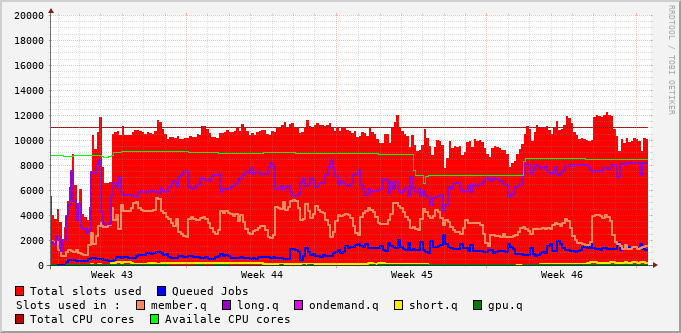 20000
18000
16000
14000
12000
10000
8000
6000
4000
2000
0
Week 43 Week 44 Week 45 Week 46
RRDTOOL / TOBI OETIKER
Total slots used Queued Jobs
Slots used in : member.q long.q ondemand.q short.q gpu.q
Total CPU cores Availale CPU cores